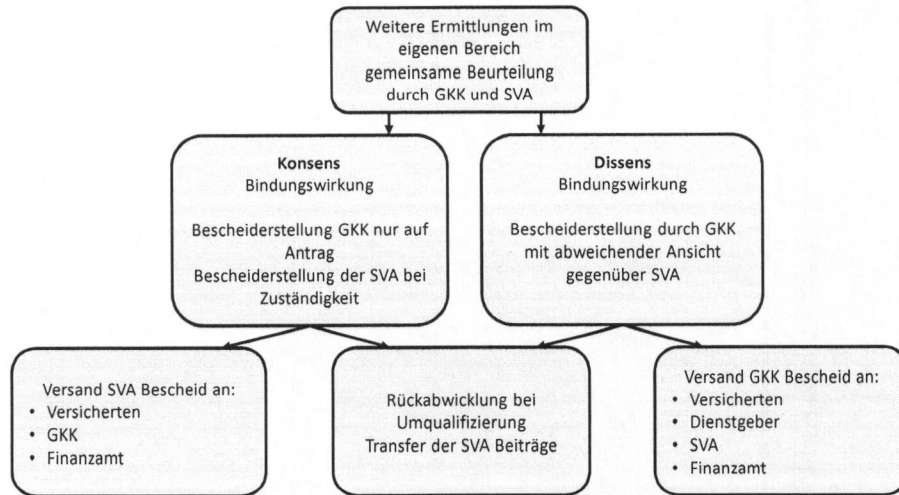 Weitere Ermittlungen im
eigenen Bereich
gemeinsame Beurteilung
durch GKK und SVA
Konsens
Bindungswirkung
Bescheiderstellung GKK nur auf
Antrag
Bescheiderstellung der SVA bei
Zuständigkeit
Dissens
Bindungswirkung
Bescheiderstellung durch GKK
mit abweichender Ansicht
gegenüber SVA
Versand SVA Bescheid an:
• Versicherten
• GKK
• Finanzamt
Rückabwicklung bei
Umqualifizierung
Transfer der SVA Beiträge
Versand GKK Bescheid an:
• Versicherten
• Dienstgeber
• SVA
• Finanzamt